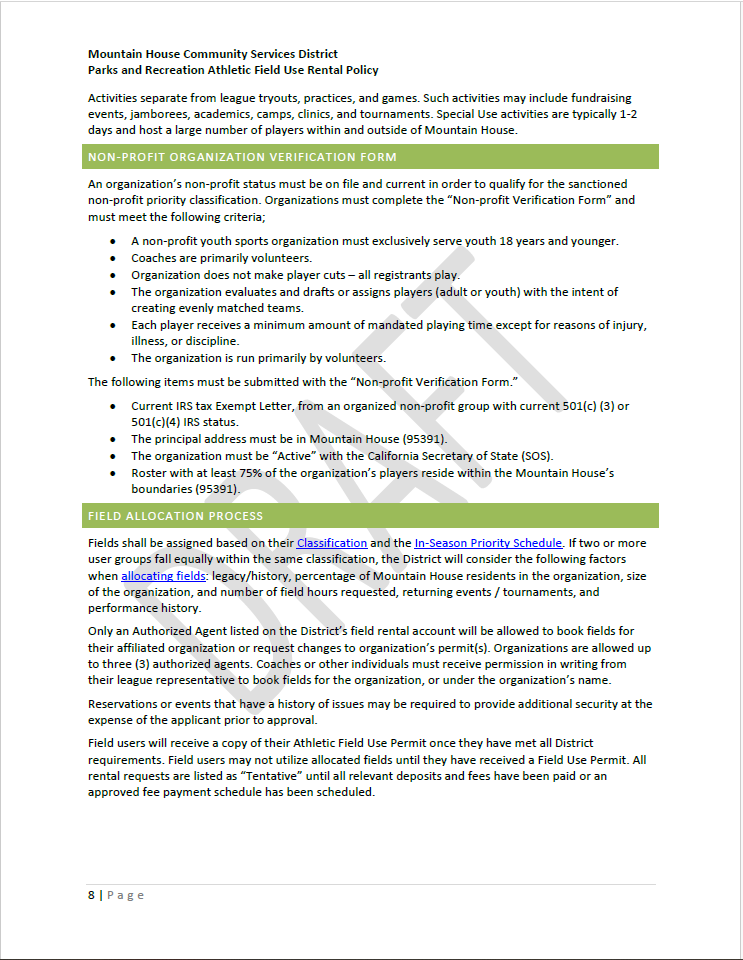 Mountain House Community Services District
Parks and Recreation Athletic Field Use Rental Policy
Activities separate from league tryouts, practices, and games. Such activities may include fundraising
events, jamborees, academics, camps, clinics, and tournaments. Special Use activities are typically 1-2
days and host a large number of players within and outside of Mountain House.
NON-PROFIT ORGANIZATION VERIFICATION FORM
An organization's non-profit status must be on file and current in order to qualify for the sanctioned
non-profit priority classification. Organizations must complete the “Non-profit Verification Form” and
must meet the following criteria;
• A non-profit youth sports organization must exclusively serve youth 18 years and younger.
• Coaches are primarily volunteers.
• Organization does not make player cuts – all registrants play.
• The organization evaluates and drafts or assigns players (adult or youth) with the intent of
creating evenly matched teams.
• Each player receives a minimum amount of mandated playing time except for reasons of injury,
illness, or discipline.
• The organization is run primarily by volunteers.
The following items must be submitted with the “Non-profit Verification Form.”
• Current IRS tax Exempt Letter, from an organized non-profit group with current 501(c) (3) or
501(c)(4) IRS status.
• The principal address must be in Mountain House (95391).
• The organization must be “Active” with the California Secretary of State (SOS).
• Roster with at least 75% of the organization's players reside within the Mountain House's
boundaries (95391).
FIELD ALLOCATION PROCESS
Fields shall be assigned based on their Classification and the In-Season Priority Schedule. If two or more
user groups fall equally within the same classification, the District will consider the following factors
when allocating fields: legacy/history, percentage of Mountain House residents in the organization, size
of the organization, and number of field hours requested, returning events / tournaments, and
performance history.
Only an Authorized Agent listed on the District's field rental account will be allowed to book fields for
their affiliated organization or request changes to organization's permit(s). Organizations are allowed up
to three (3) authorized agents. Coaches or other individuals must receive permission in writing from
their league representative to book fields for the organization, or under the organization's name.
Reservations or events that have a history of issues may be required to provide additional security at the
expense of the applicant prior to approval.
Field users will receive a copy of their Athletic Field Use Permit once they have met all District
requirements. Field users may not utilize allocated fields until they have received a Field Use Permit. All
rental requests are listed as “Tentative” until all relevant deposits and fees have been paid or an
approved fee payment schedule has been scheduled.
8 | Page
DRAFT